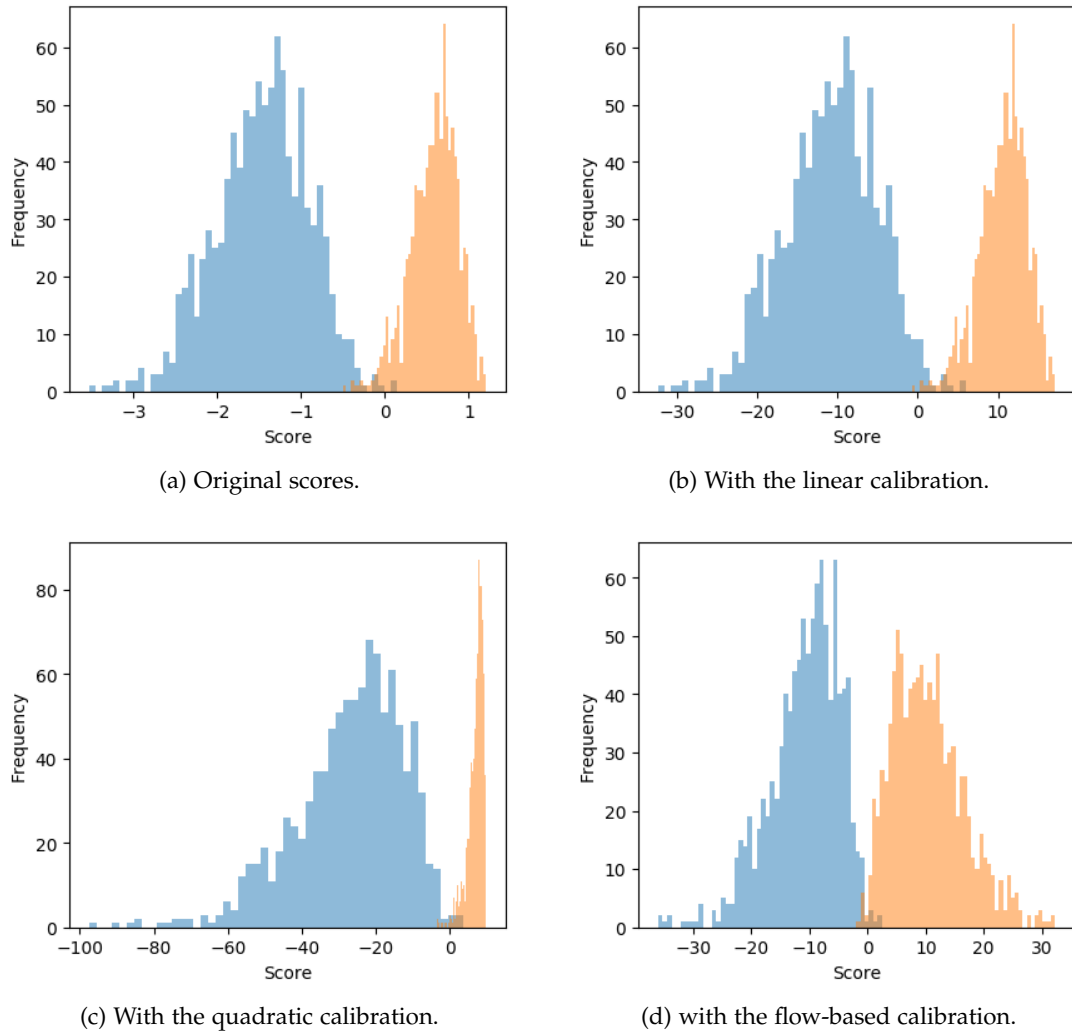 60
50
40
30
20
10
0
Frequency
−3 −2 −1 0 1
Score
(a) Original scores.
60
50
40
30
20
10
0
Frequency
−30 −20 −10 0 10
Score
(b) With the linear calibration.
80
60
40
20
0
Frequency
−100 −80 −60 −40 −20 0
Score
(c) With the quadratic calibration.
60
50
40
30
20
10
0
Frequency
−30 −20 −10 0 10 20 30
Score
(d) with the flow-based calibration.